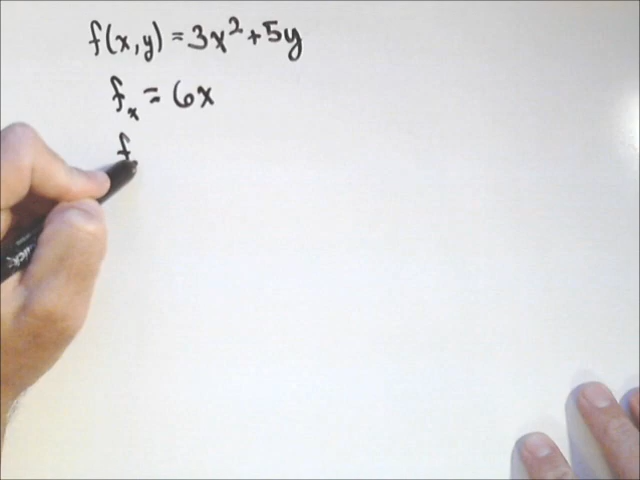 f(x,y) = 3x² + 5y
fₓ = 6x
f